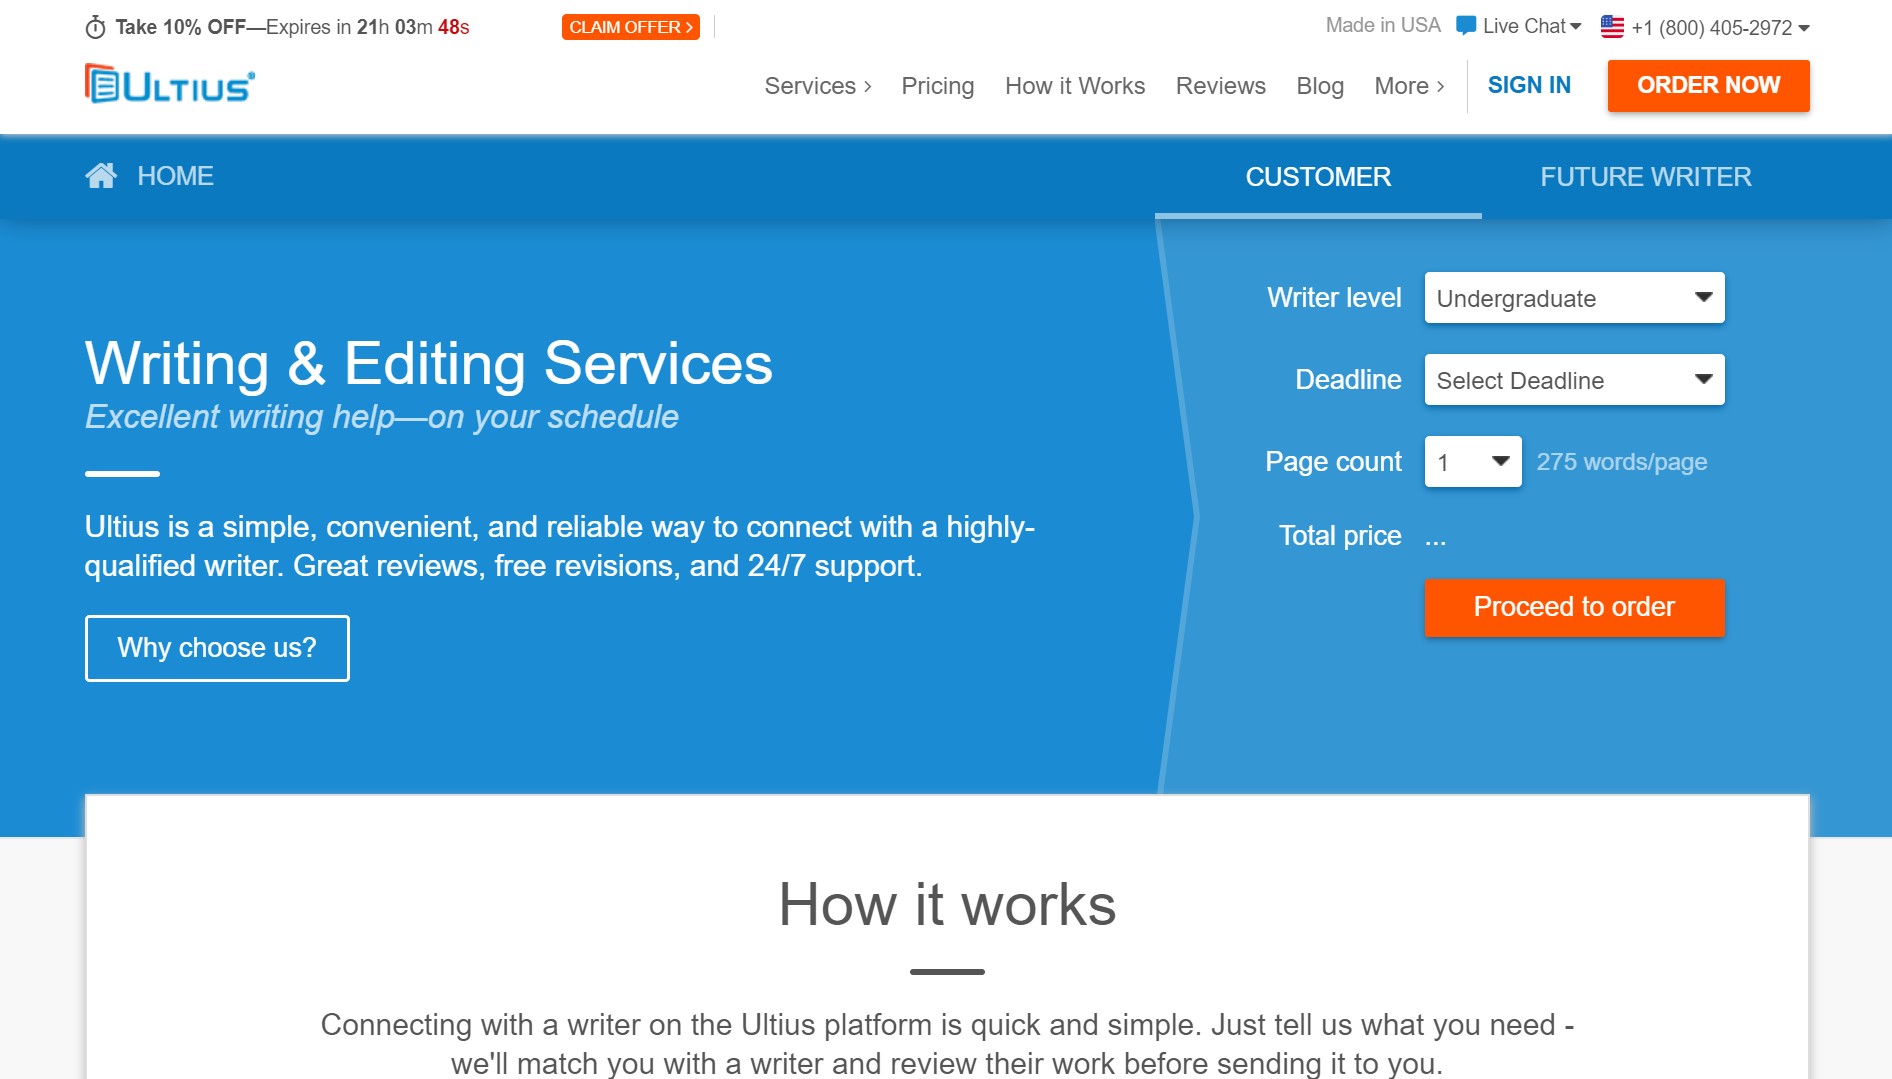 Take 10% OFF—Expires in 21h 03m 48s
CLAIM OFFER >
Made in USA
Live Chat
+1 (800) 405-2972
ULTIUS®
Services >
Pricing
How it Works
Reviews
Blog
More >
SIGN IN
ORDER NOW
HOME
CUSTOMER
FUTURE WRITER
Writing & Editing Services
Excellent writing help—on your schedule
Ultius is a simple, convenient, and reliable way to connect with a highly-
qualified writer. Great reviews, free revisions, and 24/7 support.
Why choose us?
Writer level
Undergraduate
Deadline
Select Deadline
Page count
1
275 words/page
Total price
...
Proceed to order
How it works
Connecting with a writer on the Ultius platform is quick and simple. Just tell us what you need -
we'll match you with a writer and review their work before sending it to you.